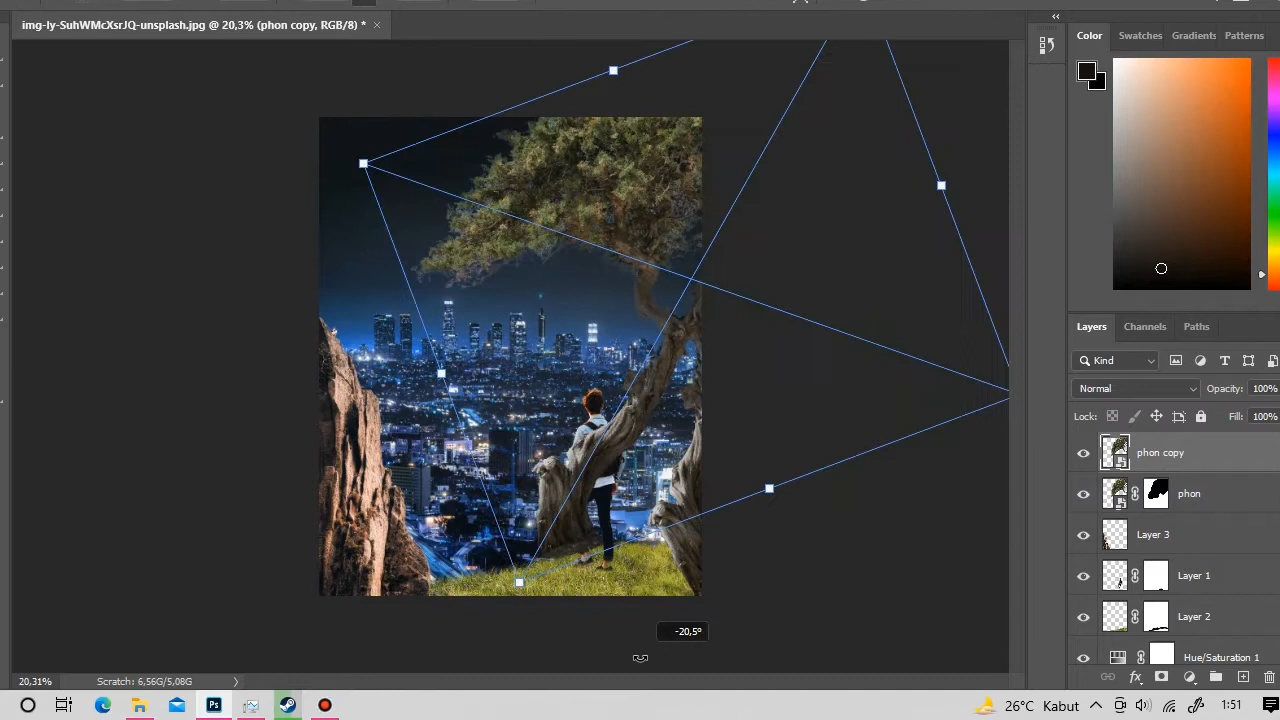 img-ly-SuhWMcXsrJQ-unsplash.jpg @ 20,3% (phon copy, RGB/8) *
Color Swatches Gradients Patterns
Layers Channels Paths
Kind
Normal Opacity: 100%
Lock: Fill: 100%
phon copy
phon
Layer 3
Layer 1
Layer 2
Hue/Saturation 1
-20,5°
20,31% Scratch: 6,56G/5,08G
Ps 26°C Kabut 1:51